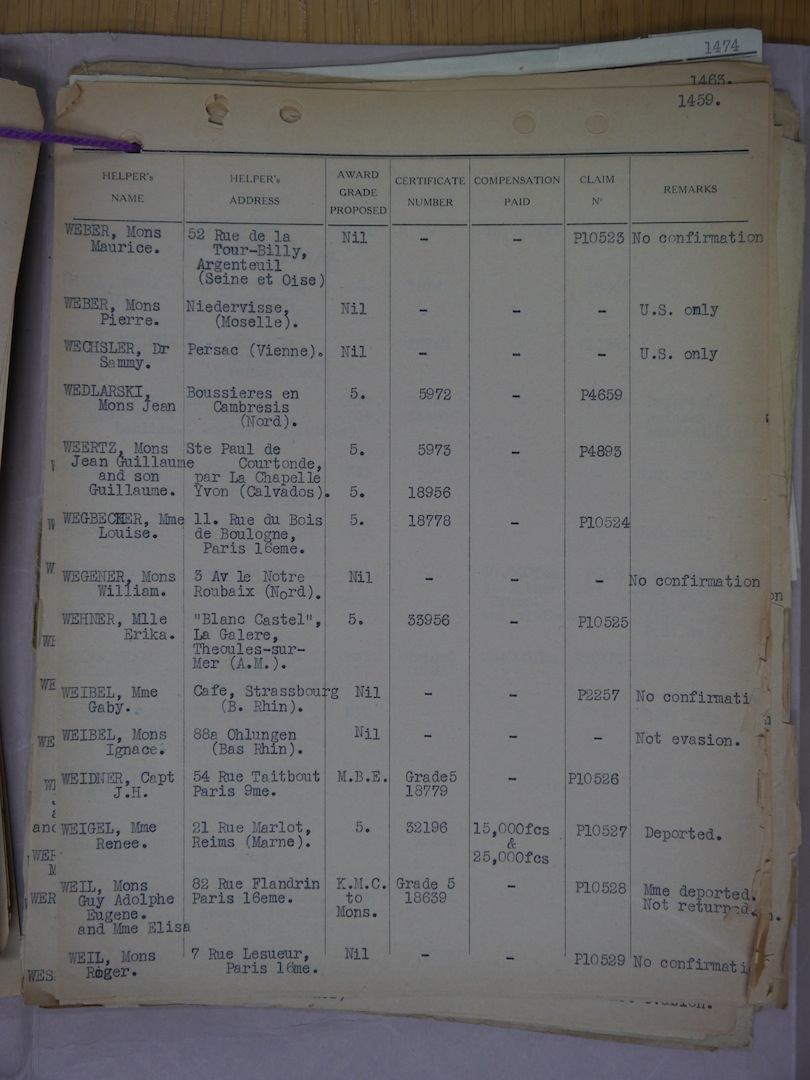 1474
1463.
1459.
HELPER's NAME HELPER's ADDRESS AWARD GRADE PROPOSED CERTIFICATE NUMBER COMPENSATION PAID CLAIM Nº REMARKS
WEBER, Mons 52 Rue de la Nil - - P10523 No confirmation
Maurice. Tour-Billy,
Argenteuil
(Seine et Oise)
WEBER, Mons Niedervisse, Nil - - - U.S. only
Pierre. (Moselle).
WECHSLER, Dr Persac (Vienne). Nil - - - U.S. only
Sammy.
WEDLARSKI, Boussieres en 5. 5972 - P4659
Mons Jean Cambresis
(Nord).
WEERTZ, Mons Ste Paul de 5. 5973 - P4893
Jean Guillaume Courtonde,
and son par La Chapelle
Guillaume. Yvon (Calvados). 5. 18956
WEGBECHER, Mme 11. Rue du Bois 5. 18778 - P10524
Louise. de Boulogne,
Paris 16eme.
WEGENER, Mons 3 Av le Notre Nil - - - No confirmation
William. Roubaix (Nord).
WEHNER, Mlle "Blanc Castel", 5. 33956 - P10525
Erika. La Galere,
Theoules-sur-
Mer (A.M.).
WEIBEL, Mme Cafe, Strassbourg Nil - - P2257 No confirmati
Gaby. (B. Rhin).
WEIBEL, Mons 88a Ohlungen Nil - - - Not evasion.
Ignace. (Bas Rhin).
WEIDNER, Capt 54 Rue Taitbout M.B.E. Grade5 - P10526
J.H. Paris 9me. 18779
WEIGEL, Mme 21 Rue Marlot, 5. 32196 15,000fcs P10527 Deported.
Renee. Reims (Marne). &
25,000fcs
WEIL, Mons 82 Rue Flandrin K.M.C. Grade 5 - P10528 Mme deported.
Guy Adolphe Paris 16eme. to 18639 Not returned.
Eugene. Mons.
and Mme Elisa
WEIL, Mons 7 Rue Lesueur, Nil - - P10529 No confirmati
Roger. Paris 16me.